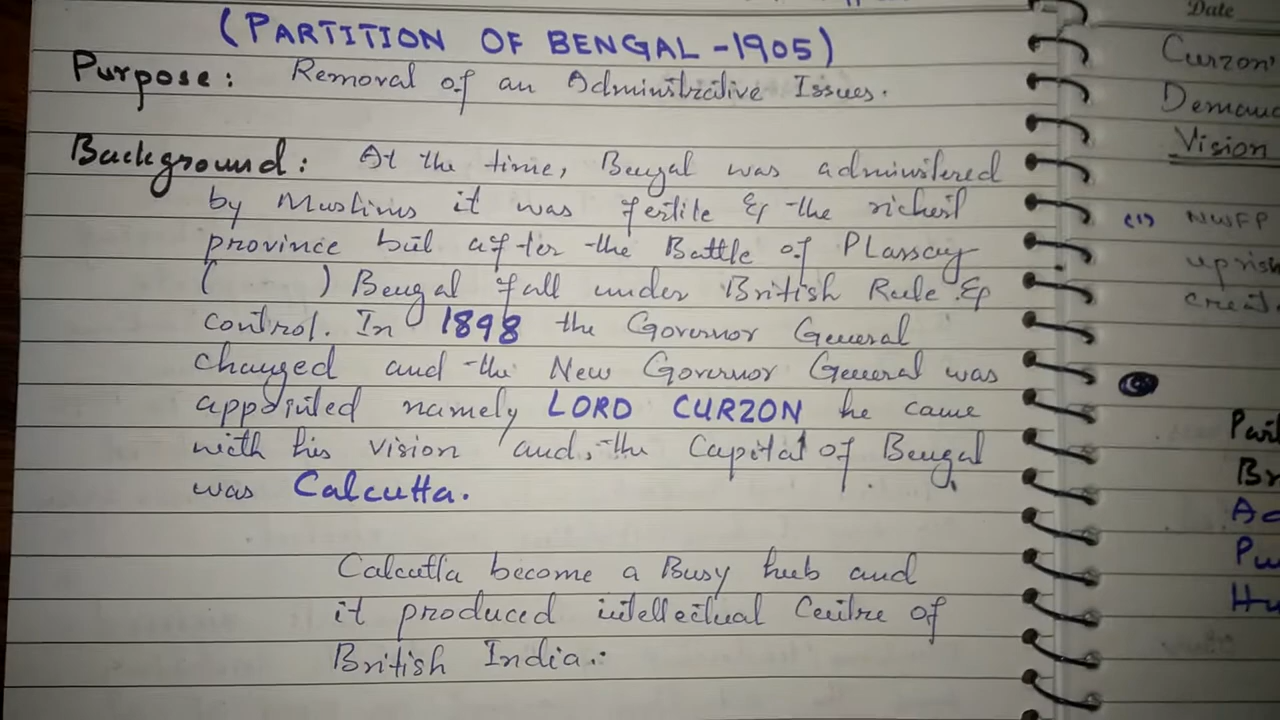 (PARTITION OF BENGAL -1905)
Purpose: Removal of an Administrative Issues.
Background: At the time, Bengal was administered
by Muslims it was fertile & the richest
province but after the Battle of PLassay
( ) Bengal fall under British Rule &
control. In 1898 the Governor General
changed and the New Governor General was
appointed namely LORD CURZON he came
with his vision and, the Capital of Bengal
was Calcutta.
Calcutta become a Busy hub and
it produced intellectual Centre of
British India.
Date
Curzon'
Vision
(1) NWFP